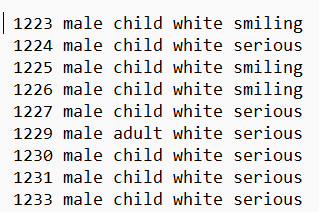 1223 male child white smiling
1224 male child white serious
1225 male child white smiling
1226 male child white smiling
1227 male child white serious
1229 male adult white serious
1230 male child white serious
1231 male child white serious
1233 male child white serious